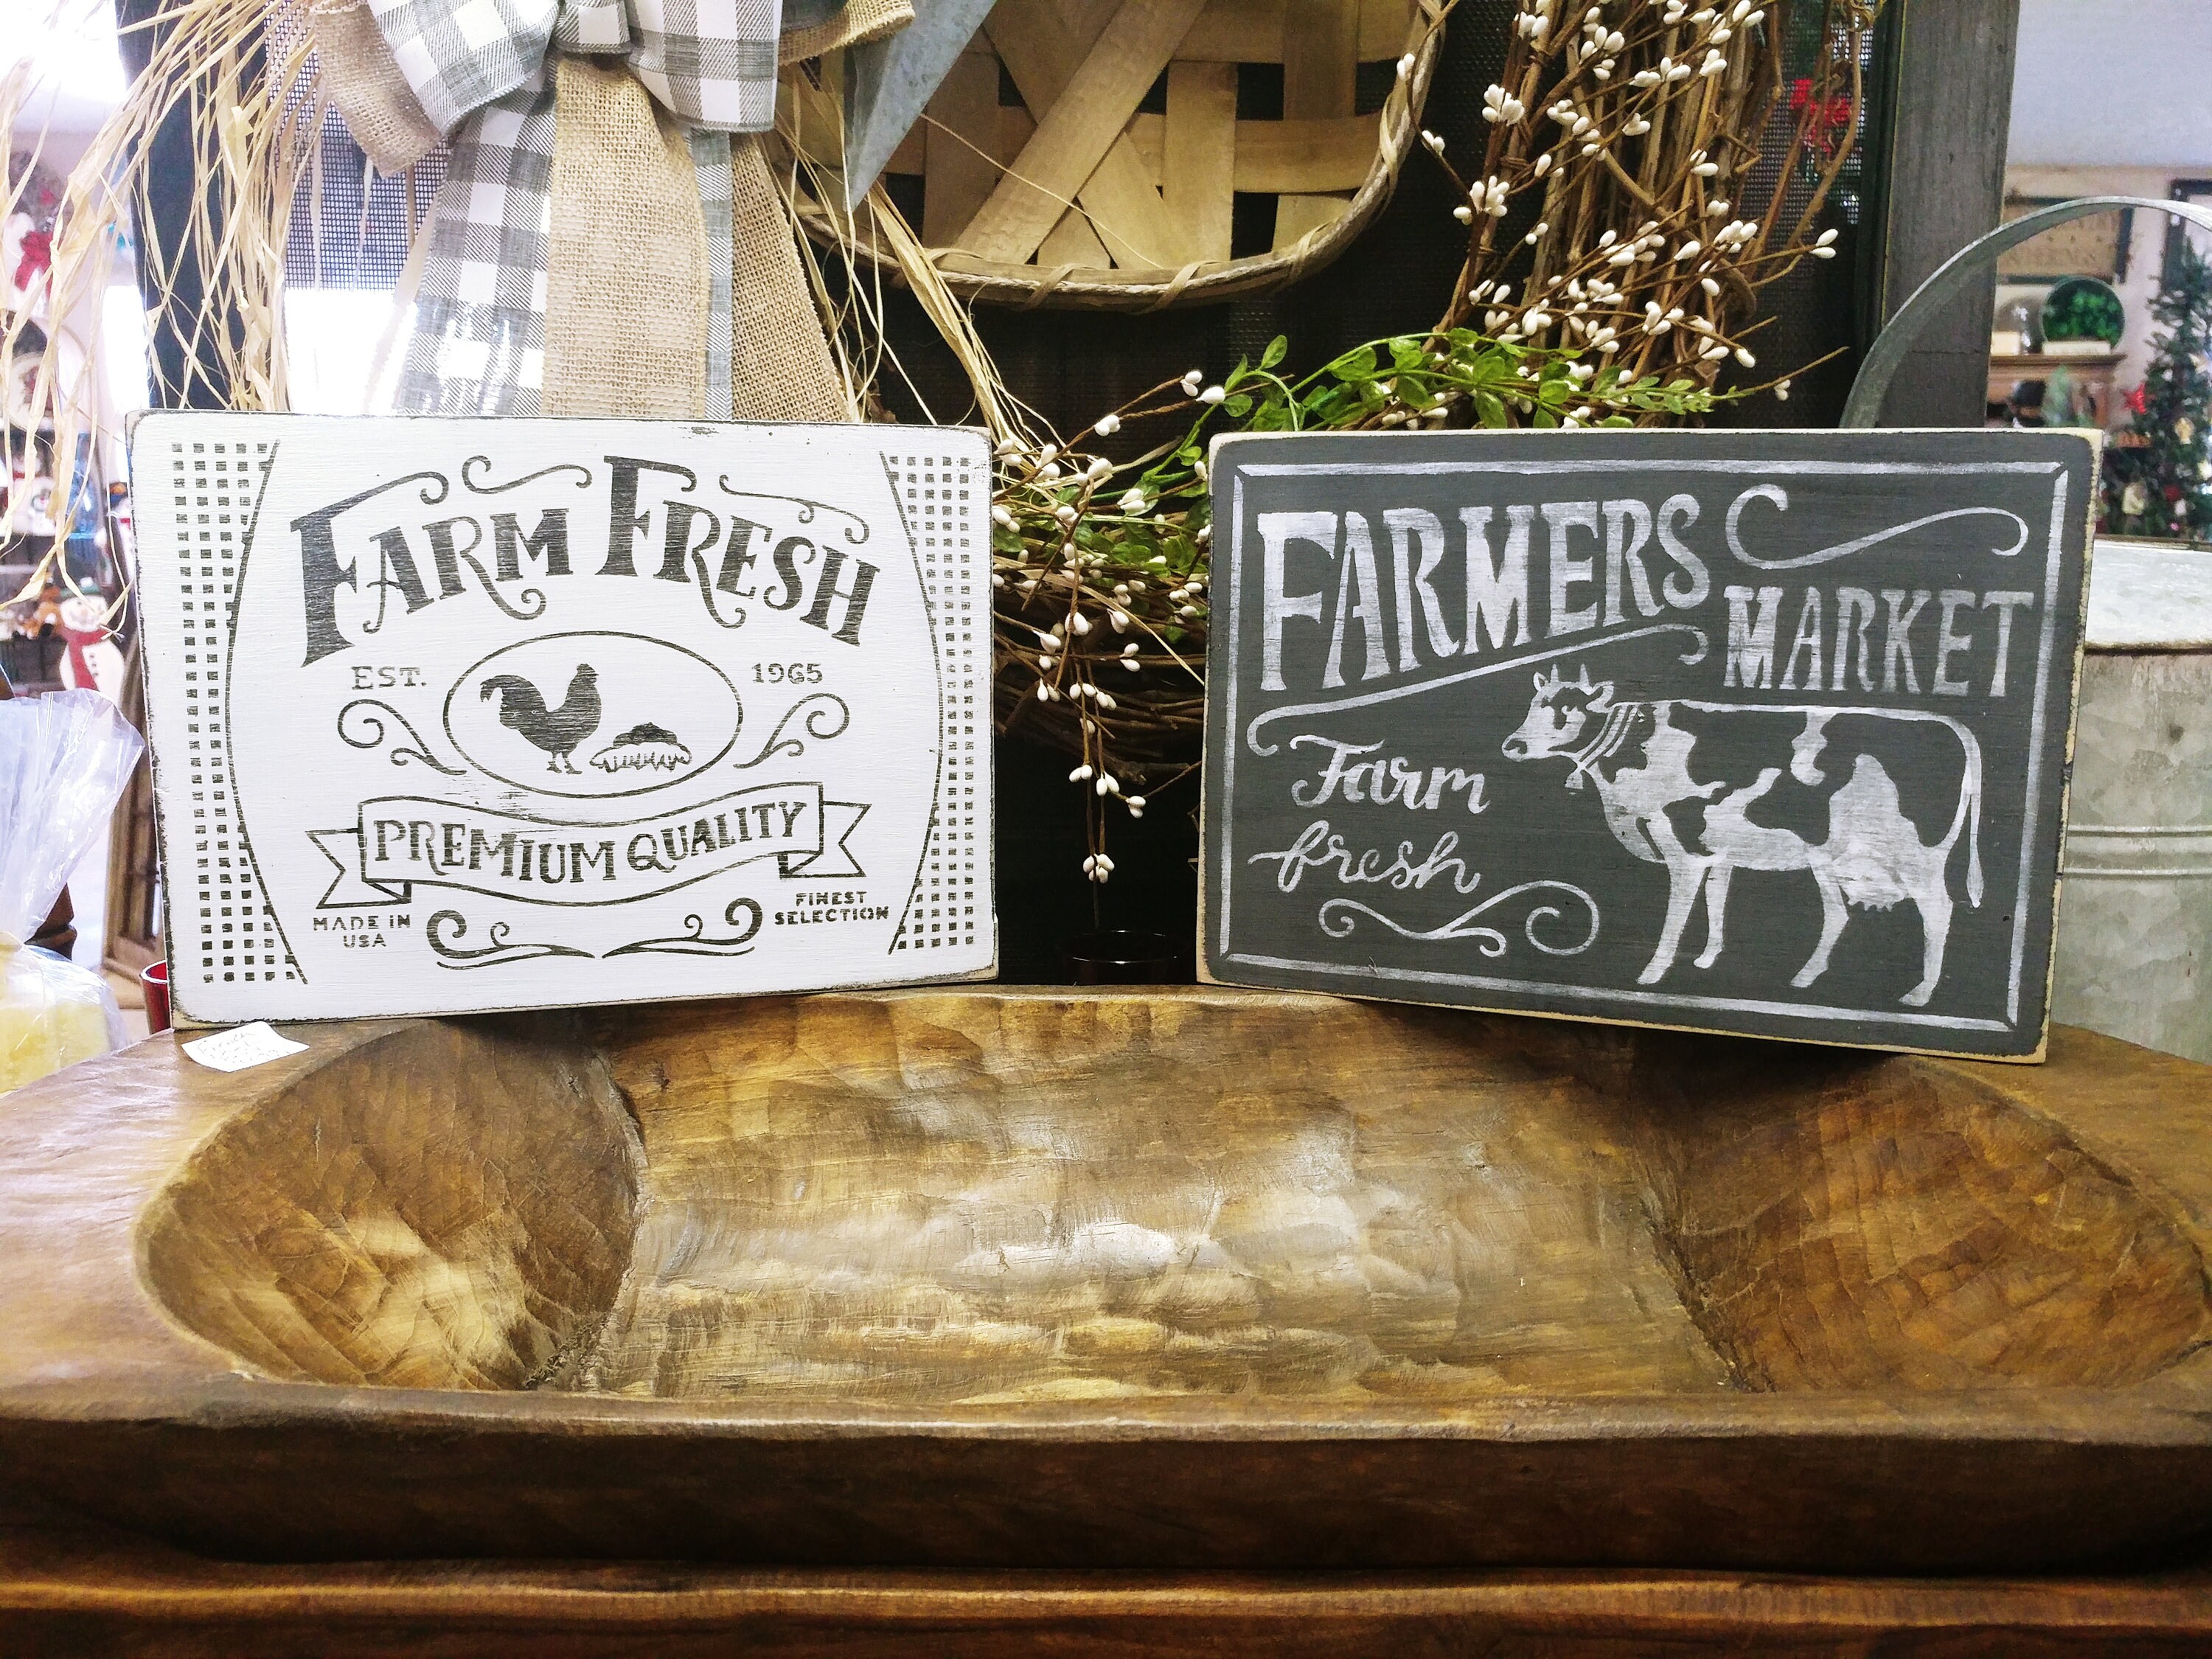 FARM FRESH
EST. 1965
PREMIUM QUALITY
MADE IN
USA
FINEST
SELECTION
FARMERS
MARKET
Farm
fresh